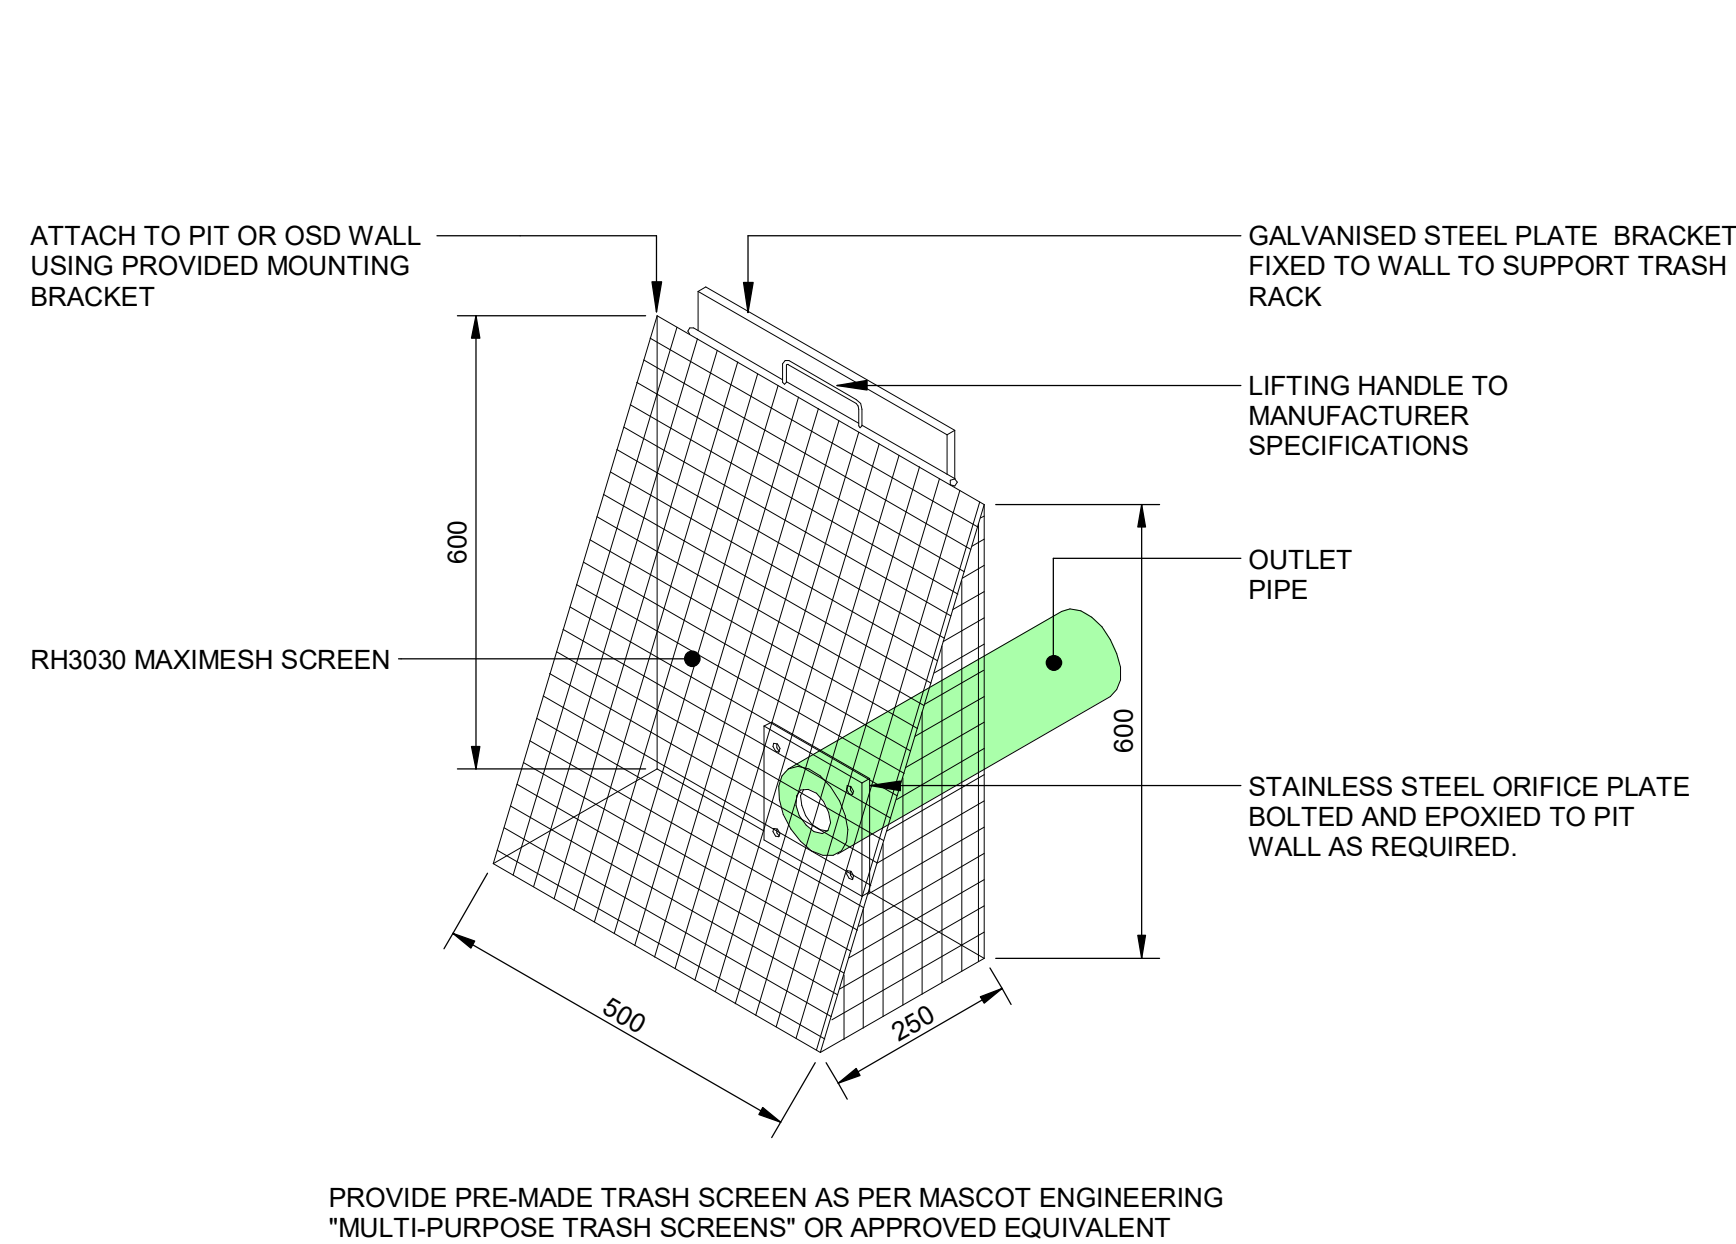 ATTACH TO PIT OR OSD WALL
USING PROVIDED MOUNTING
BRACKET
GALVANISED STEEL PLATE  BRACKET
FIXED TO WALL TO SUPPORT TRASH
RACK
LIFTING HANDLE TO
MANUFACTURER
SPECIFICATIONS
600
OUTLET
PIPE
RH3030 MAXIMESH SCREEN
600
STAINLESS STEEL ORIFICE PLATE
BOLTED AND EPOXIED TO PIT
WALL AS REQUIRED.
500
250
PROVIDE PRE-MADE TRASH SCREEN AS PER MASCOT ENGINEERING
"MULTI-PURPOSE TRASH SCREENS" OR APPROVED EQUIVALENT